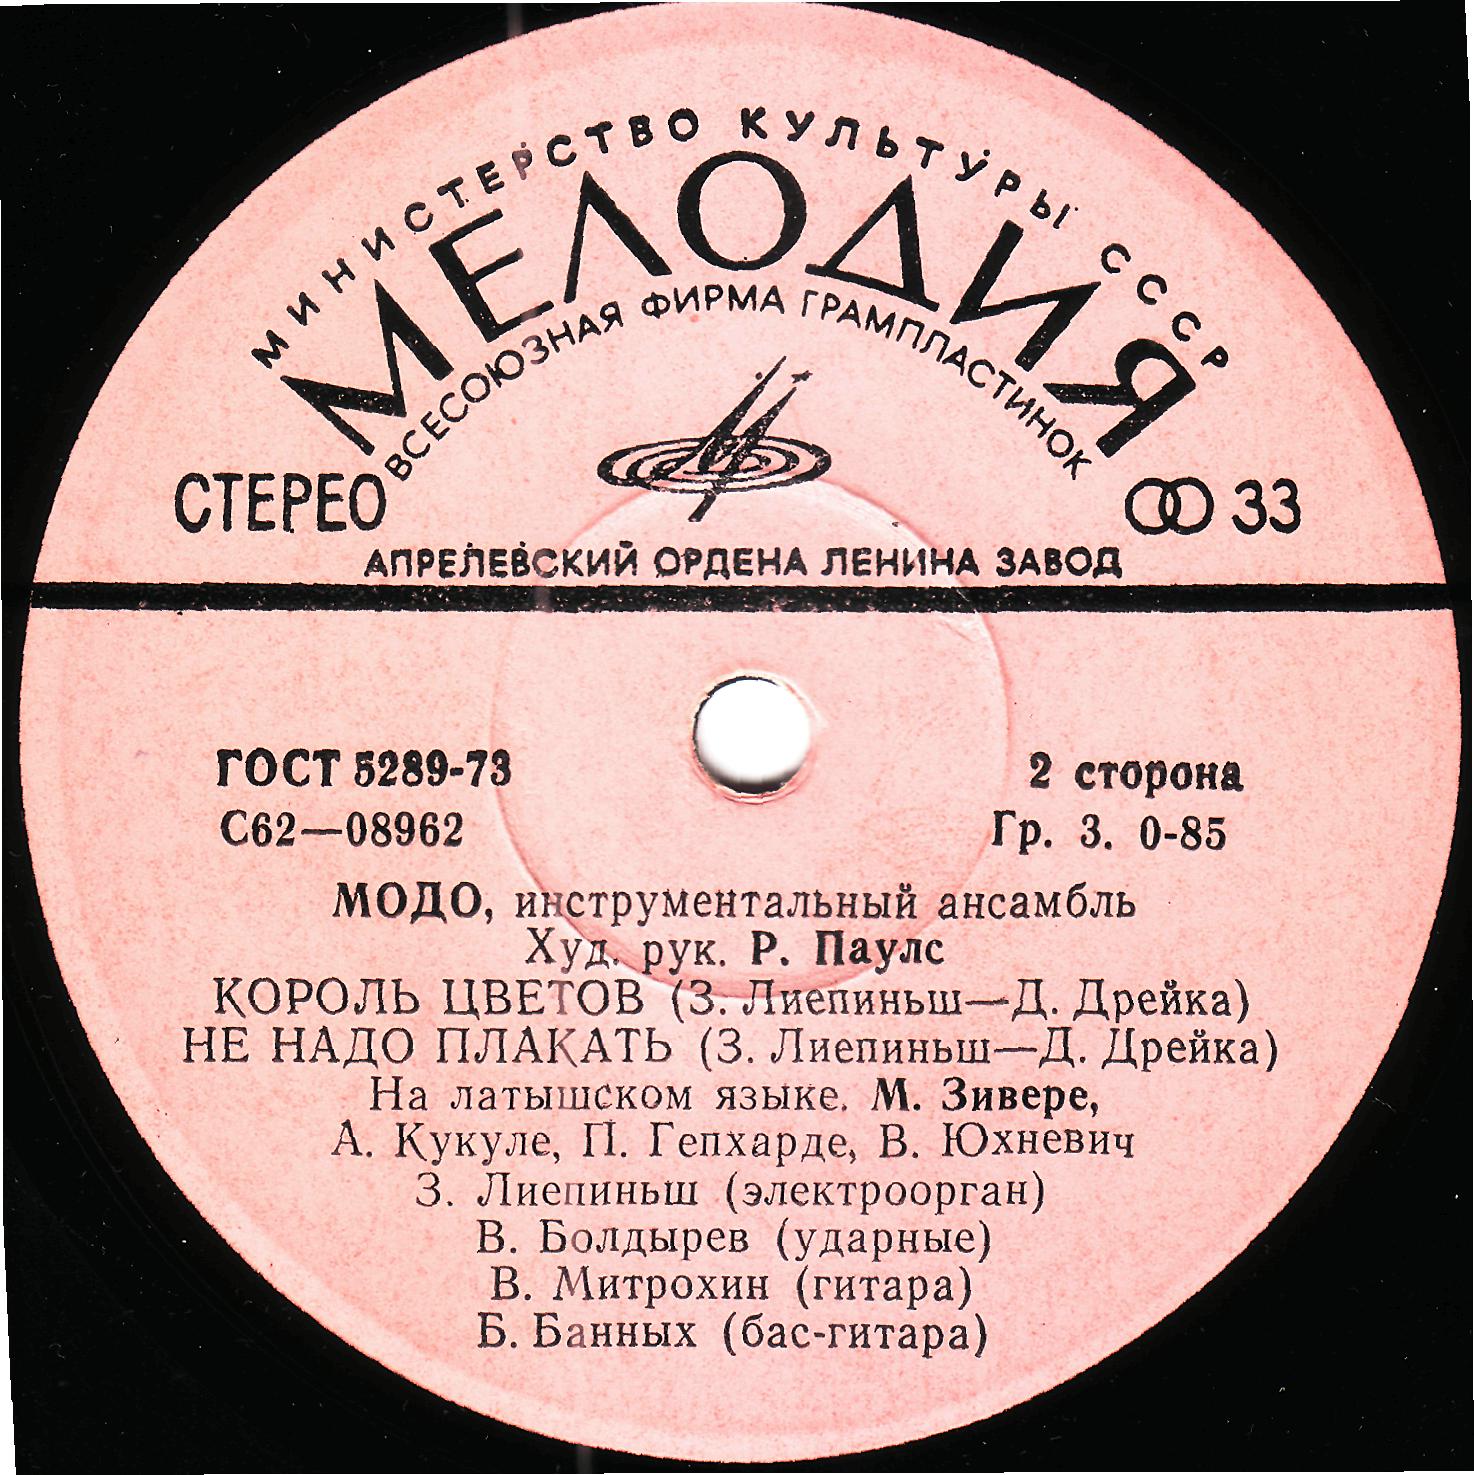 МИНИСТЕРСТВО КУЛЬТУРЫ СССР
МЕЛОДИЯ
ВСЕСОЮЗНАЯ ФИРМА ГРАМПЛАСТИНОК
СТЕРЕО
33
АПРЕЛЕВСКИЙ ОРДЕНА ЛЕНИНА ЗАВОД
ГОСТ 5289-73
2 сторона
С62—08962
Гр. 3. 0-85
МОДО, инструментальный ансамбль
Худ. рук. Р. Паулс
КОРОЛЬ ЦВЕТОВ (З. Лиепиньш—Д. Дрейка)
НЕ НАДО ПЛАКАТЬ (З. Лиепиньш—Д. Дрейка)
На латышском языке. М. Зивере,
А. Кукуле, П. Гепхарде, В. Юхневич
З. Лиепиньш (электроорган)
В. Болдырев (ударные)
В. Митрохин (гитара)
Б. Банных (бас-гитара)